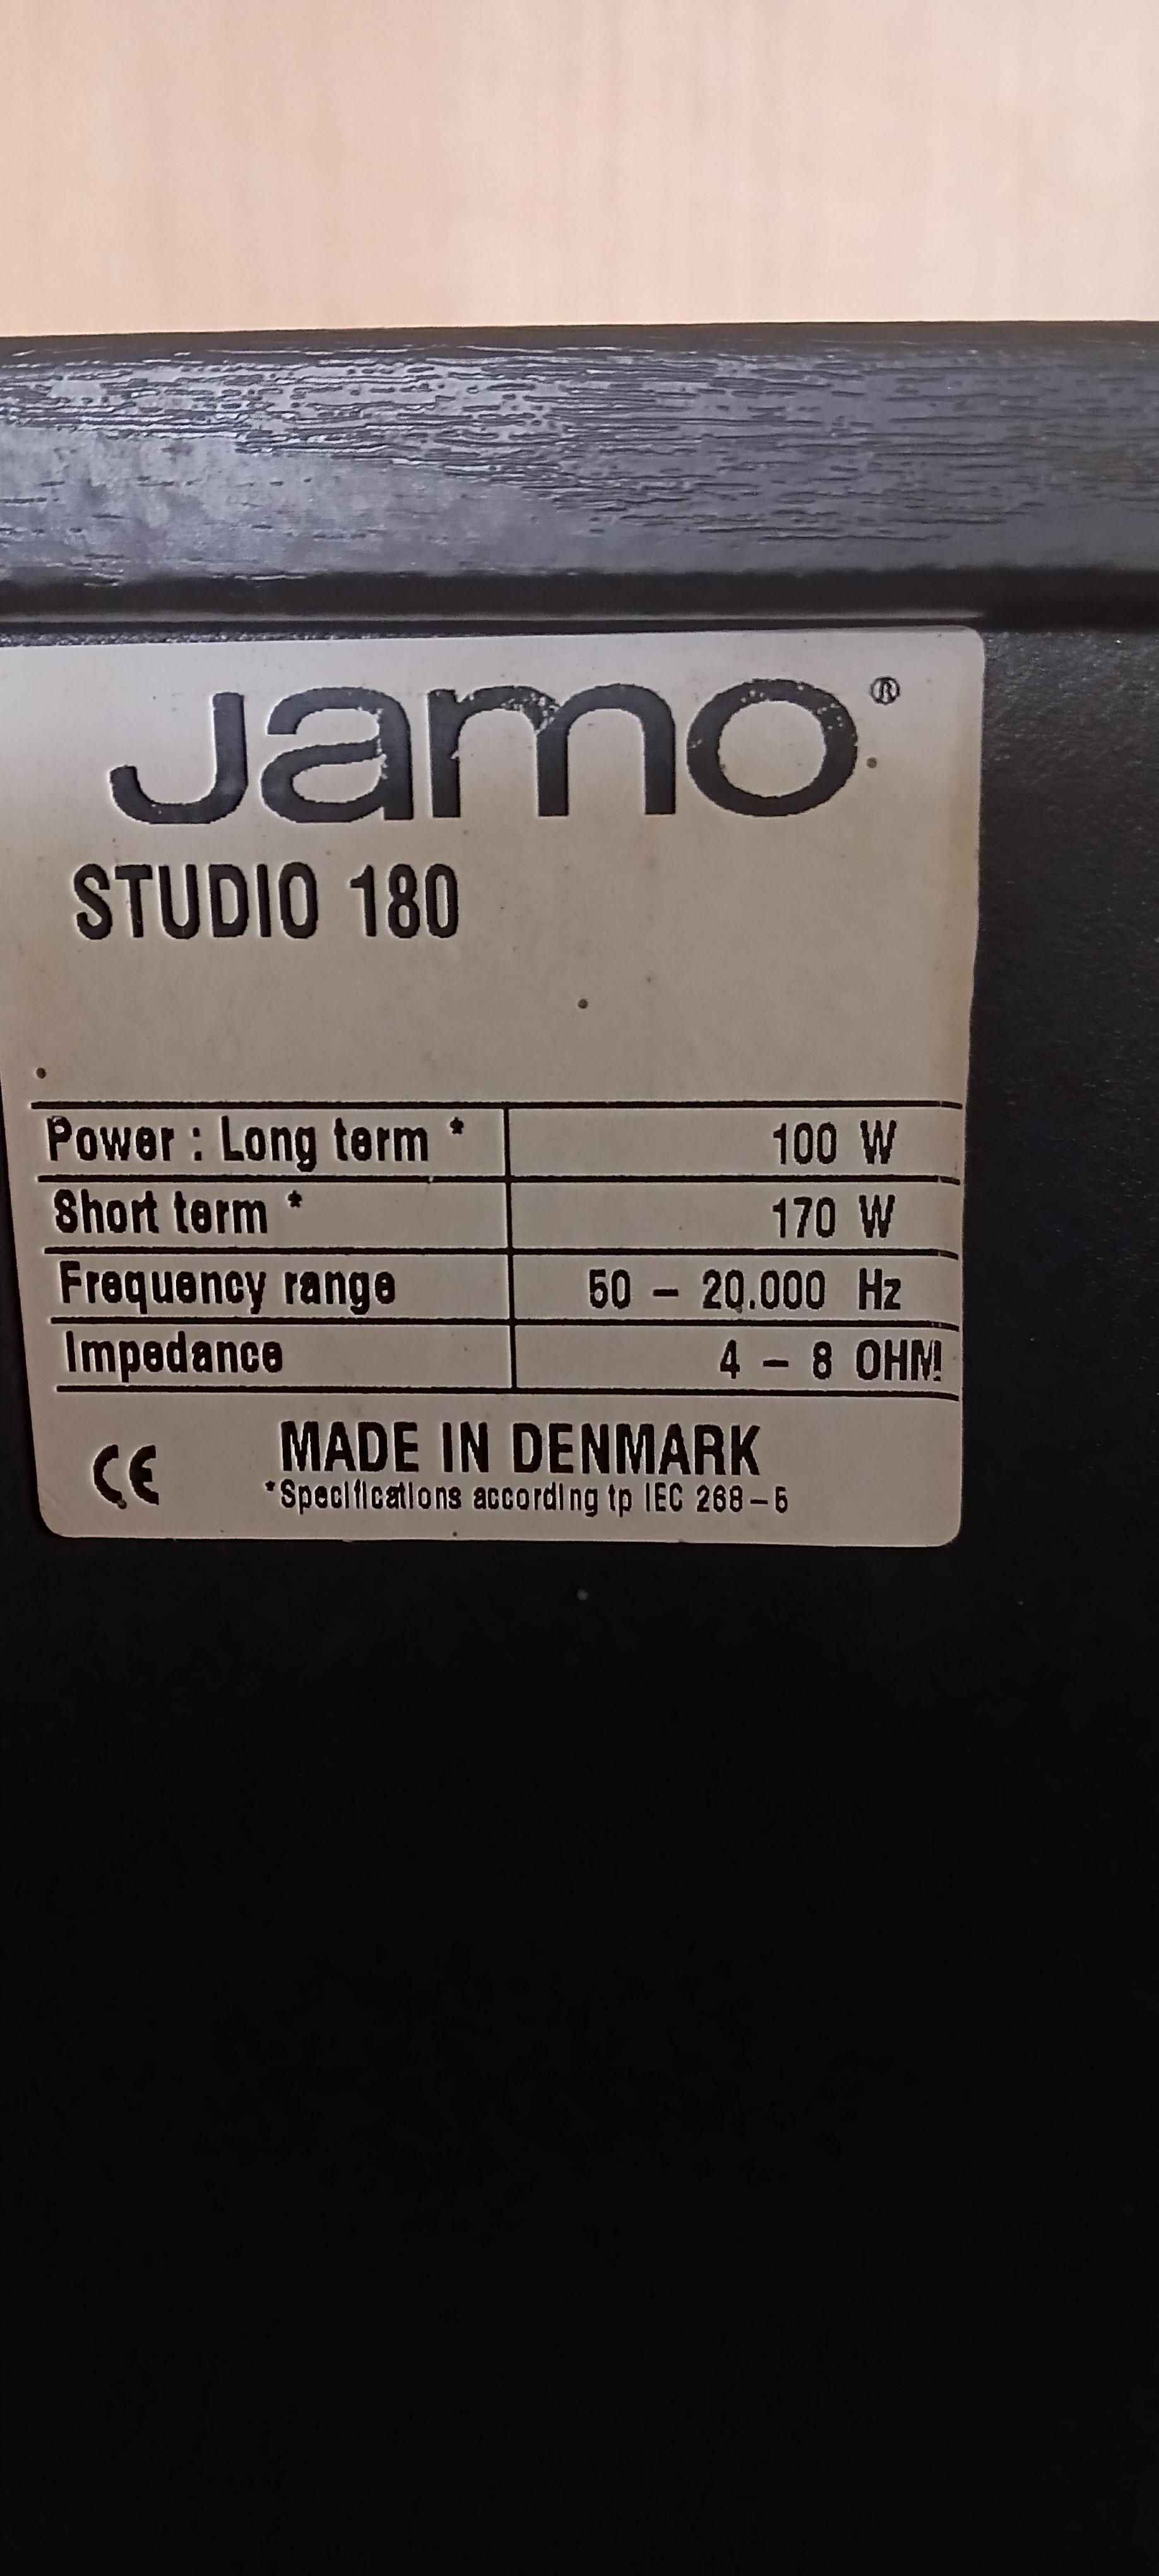 Jamo®
STUDIO 180
Power : Long term * 100 W
Short term * 170 W
Frequency range 50 – 20.000 Hz
Impedance 4 – 8 OHM
CE MADE IN DENMARK
*Specifications according tp IEC 268–5